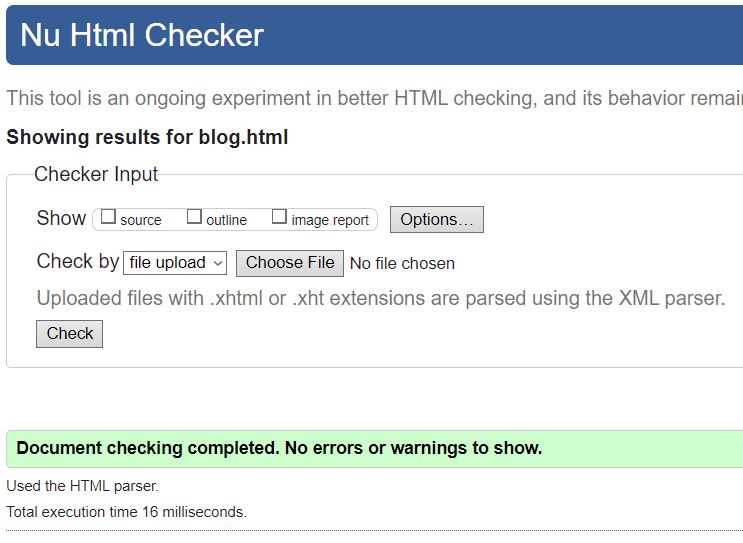 Nu Html Checker
This tool is an ongoing experiment in better HTML checking, and its behavior
Showing results for blog.html
Checker Input
Show source outline image report Options...
Check by file upload Choose File No file chosen
Uploaded files with .xhtml or .xht extensions are parsed using the XML parser.
Check
Document checking completed. No errors or warnings to show.
Used the HTML parser.
Total execution time 16 milliseconds.